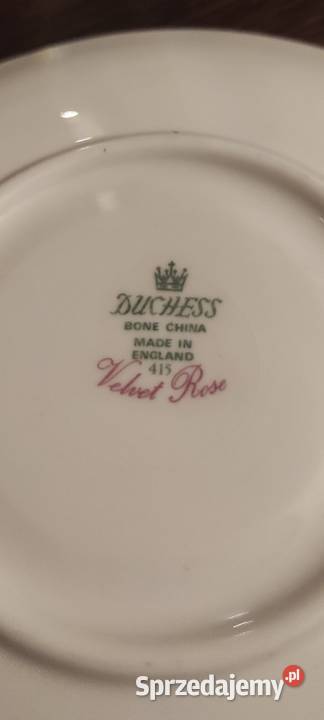 DUCHESS
BONE CHINA
MADE IN
ENGLAND
415
Velvet Rose
Sprzedajemy.pl